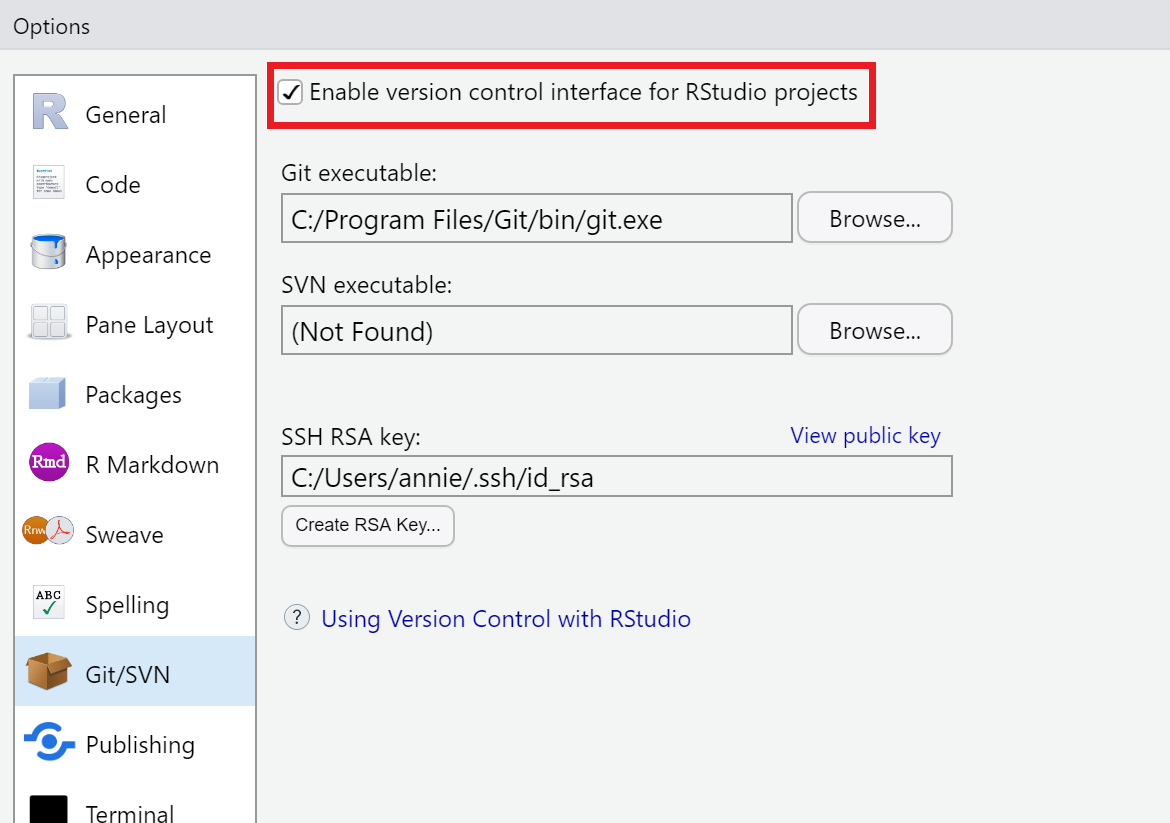 Options
General
Code
Appearance
Pane Layout
Packages
Rmd
R Markdown
Rnw
Sweave
ABC
Spelling
Git/SVN
Publishing
Terminal
Enable version control interface for RStudio projects
Git executable:
C:/Program Files/Git/bin/git.exe
Browse...
SVN executable:
(Not Found)
Browse...
SSH RSA key:
View public key
C:/Users/annie/.ssh/id_rsa
Create RSA Key...
? Using Version Control with RStudio